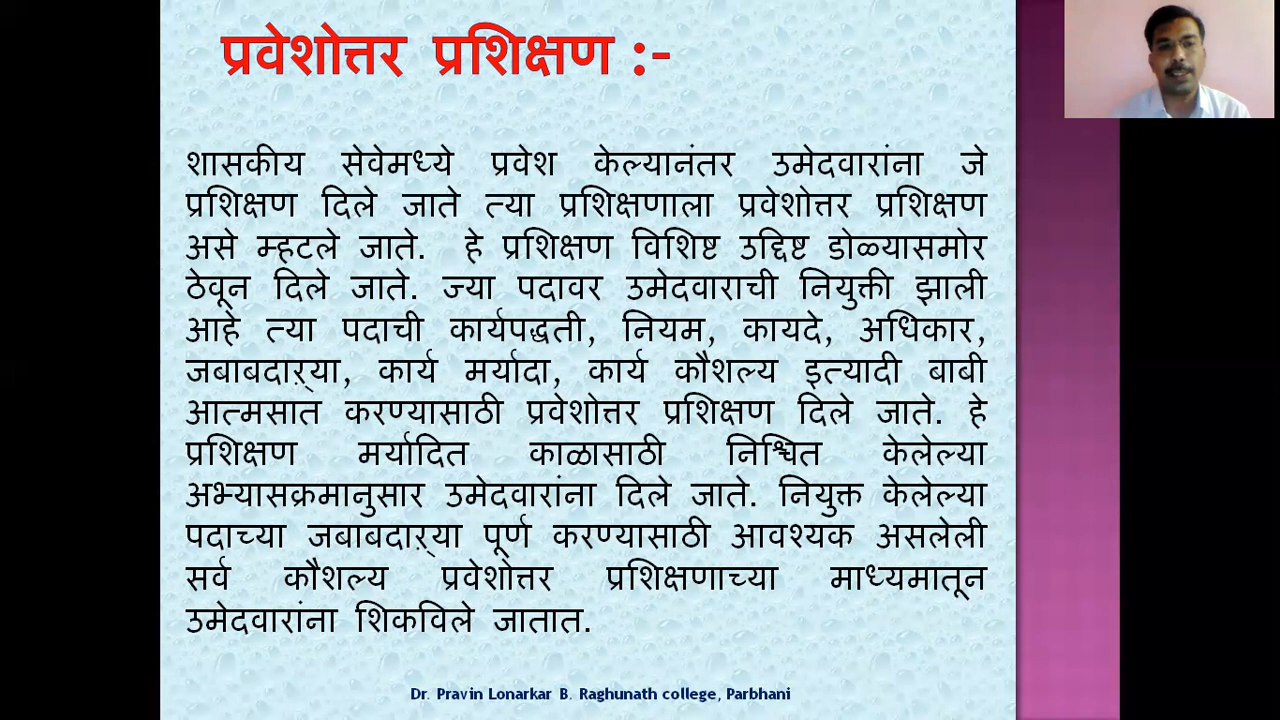 प्रवेशोत्तर प्रशिक्षण :-
शासकीय सेवेमध्ये प्रवेश केल्यानंतर उमेदवारांना जे
प्रशिक्षण दिले जाते त्या प्रशिक्षणाला प्रवेशोत्तर प्रशिक्षण
असे म्हटले जाते. हे प्रशिक्षण विशिष्ट उद्दिष्ट डोळ्यासमोर
ठेवून दिले जाते. ज्या पदावर उमेदवाराची नियुक्ती झाली
आहे त्या पदाची कार्यपद्धती, नियम, कायदे, अधिकार,
जबाबदाऱ्या, कार्य मर्यादा, कार्य कौशल्य इत्यादी बाबी
आत्मसात करण्यासाठी प्रवेशोत्तर प्रशिक्षण दिले जाते. हे
प्रशिक्षण मर्यादित काळासाठी निश्चित केलेल्या
अभ्यासक्रमानुसार उमेदवारांना दिले जाते. नियुक्त केलेल्या
पदाच्या जबाबदाऱ्या पूर्ण करण्यासाठी आवश्यक असलेली
सर्व कौशल्य प्रवेशोत्तर प्रशिक्षणाच्या माध्यमातून
उमेदवारांना शिकविले जातात.
Dr. Pravin Lonarkar B. Raghunath college, Parbhani